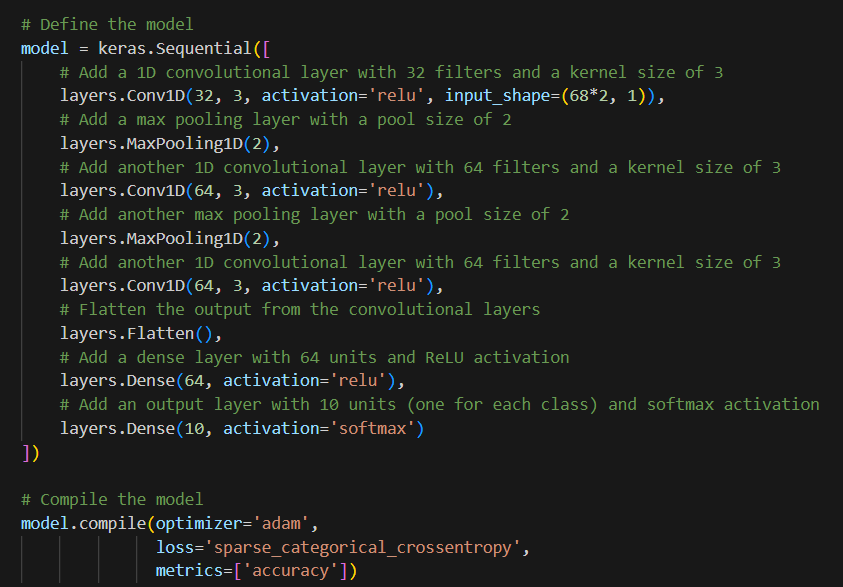 # Define the model
model = keras.Sequential([
    # Add a 1D convolutional layer with 32 filters and a kernel size of 3
    layers.Conv1D(32, 3, activation='relu', input_shape=(68*2, 1)),
    # Add a max pooling layer with a pool size of 2
    layers.MaxPooling1D(2),
    # Add another 1D convolutional layer with 64 filters and a kernel size of 3
    layers.Conv1D(64, 3, activation='relu'),
    # Add another max pooling layer with a pool size of 2
    layers.MaxPooling1D(2),
    # Add another 1D convolutional layer with 64 filters and a kernel size of 3
    layers.Conv1D(64, 3, activation='relu'),
    # Flatten the output from the convolutional layers
    layers.Flatten(),
    # Add a dense layer with 64 units and ReLU activation
    layers.Dense(64, activation='relu'),
    # Add an output layer with 10 units (one for each class) and softmax activation
    layers.Dense(10, activation='softmax')
])
# Compile the model
model.compile(optimizer='adam',
              loss='sparse_categorical_crossentropy',
              metrics=['accuracy'])